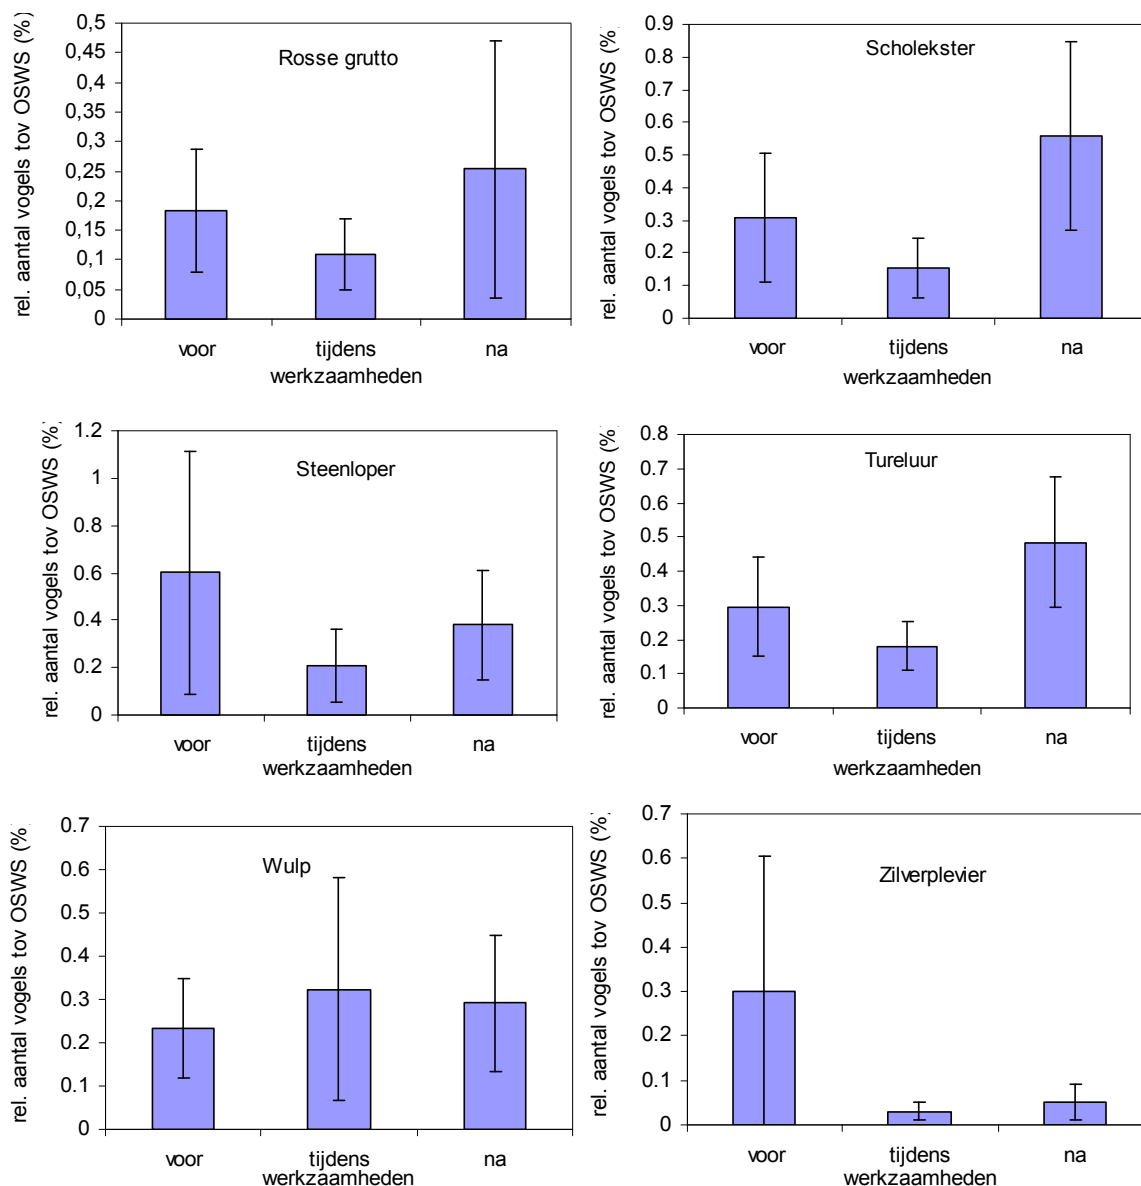 rel. aantal vogels tov OSWS (%)
0,5
0,45
0,4
0,35
0,3
0,25
0,2
0,15
0,1
0,05
0
Rosse grutto
voor tijdens na
werkzaamheden
rel. aantal vogels tov OSWS (%)
0.9
0.8
0.7
0.6
0.5
0.4
0.3
0.2
0.1
0
Scholekster
voor tijdens na
werkzaamheden
rel. aantal vogels tov OSWS (%)
1.2
1
0.8
0.6
0.4
0.2
0
Steenloper
voor tijdens na
werkzaamheden
rel. aantal vogels tov OSWS (%)
0.8
0.7
0.6
0.5
0.4
0.3
0.2
0.1
0
Tureluur
voor tijdens na
werkzaamheden
rel. aantal vogels tov OSWS (%
0.7
0.6
0.5
0.4
0.3
0.2
0.1
0
Wulp
voor tijdens na
werkzaamheden
rel. aantal vogels tov OSWS (%
0.7
0.6
0.5
0.4
0.3
0.2
0.1
0
Zilverplevier
voor tijdens na
werkzaamheden